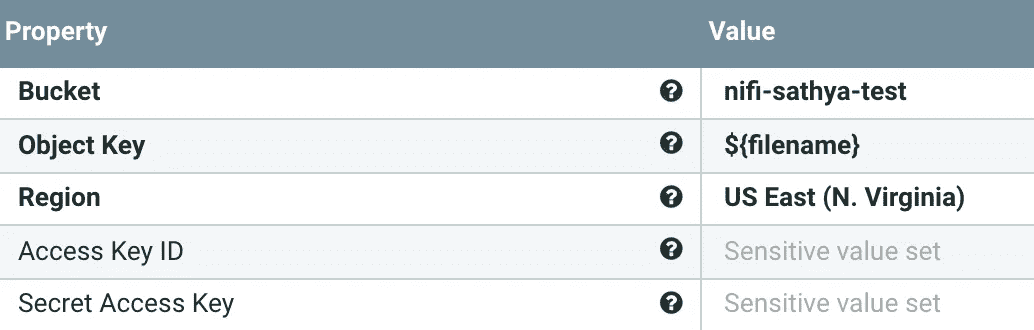 Property Value
Bucket ? nifi-sathya-test
Object Key ? ${filename}
Region ? US East (N. Virginia)
Access Key ID ? Sensitive value set
Secret Access Key ? Sensitive value set